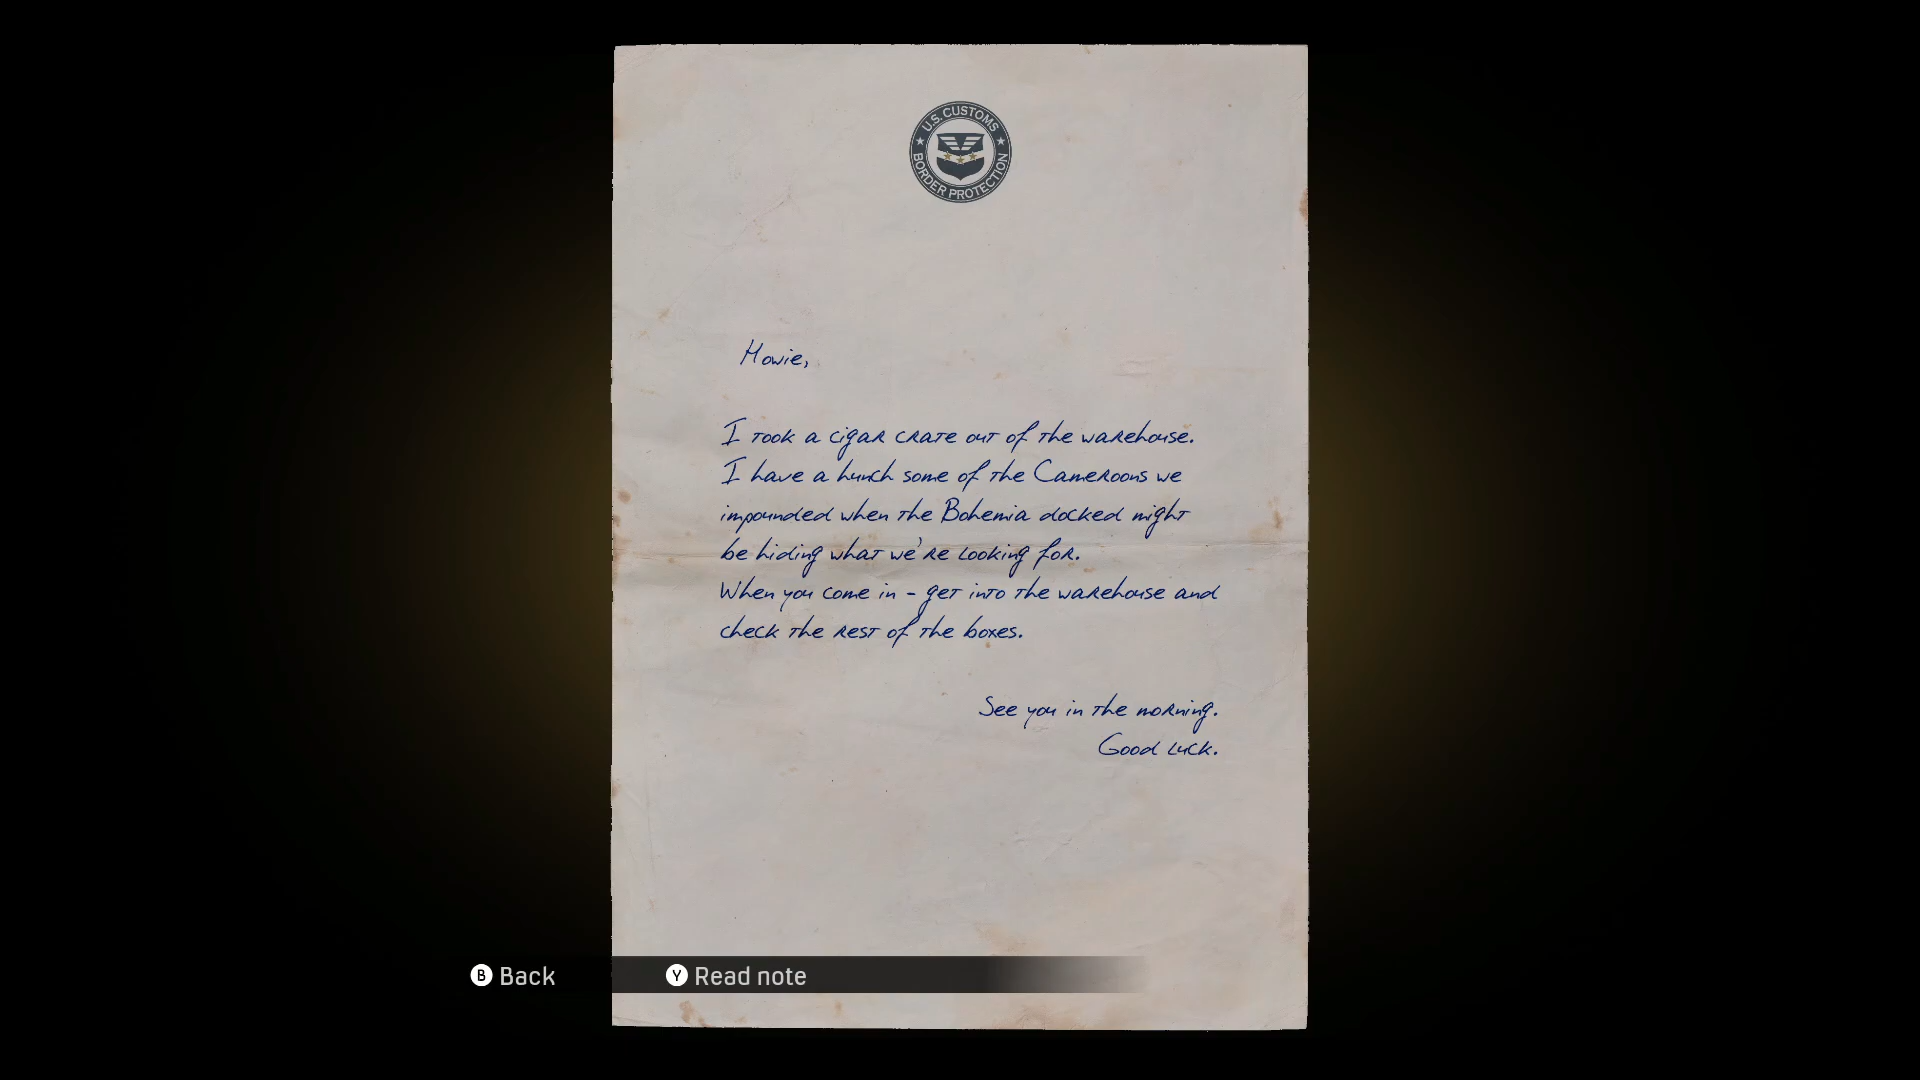 U.S. CUSTOMS
BORDER PROTECTION
Howie,
I took a cigar crate out of the warehouse.
I have a hunch some of the Cameroons we
impounded when the Bohemia docked might
be hiding what we're looking for.
When you come in - get into the warehouse and
check the rest of the boxes.
See you in the morning.
Good luck.
B Back
Y Read note